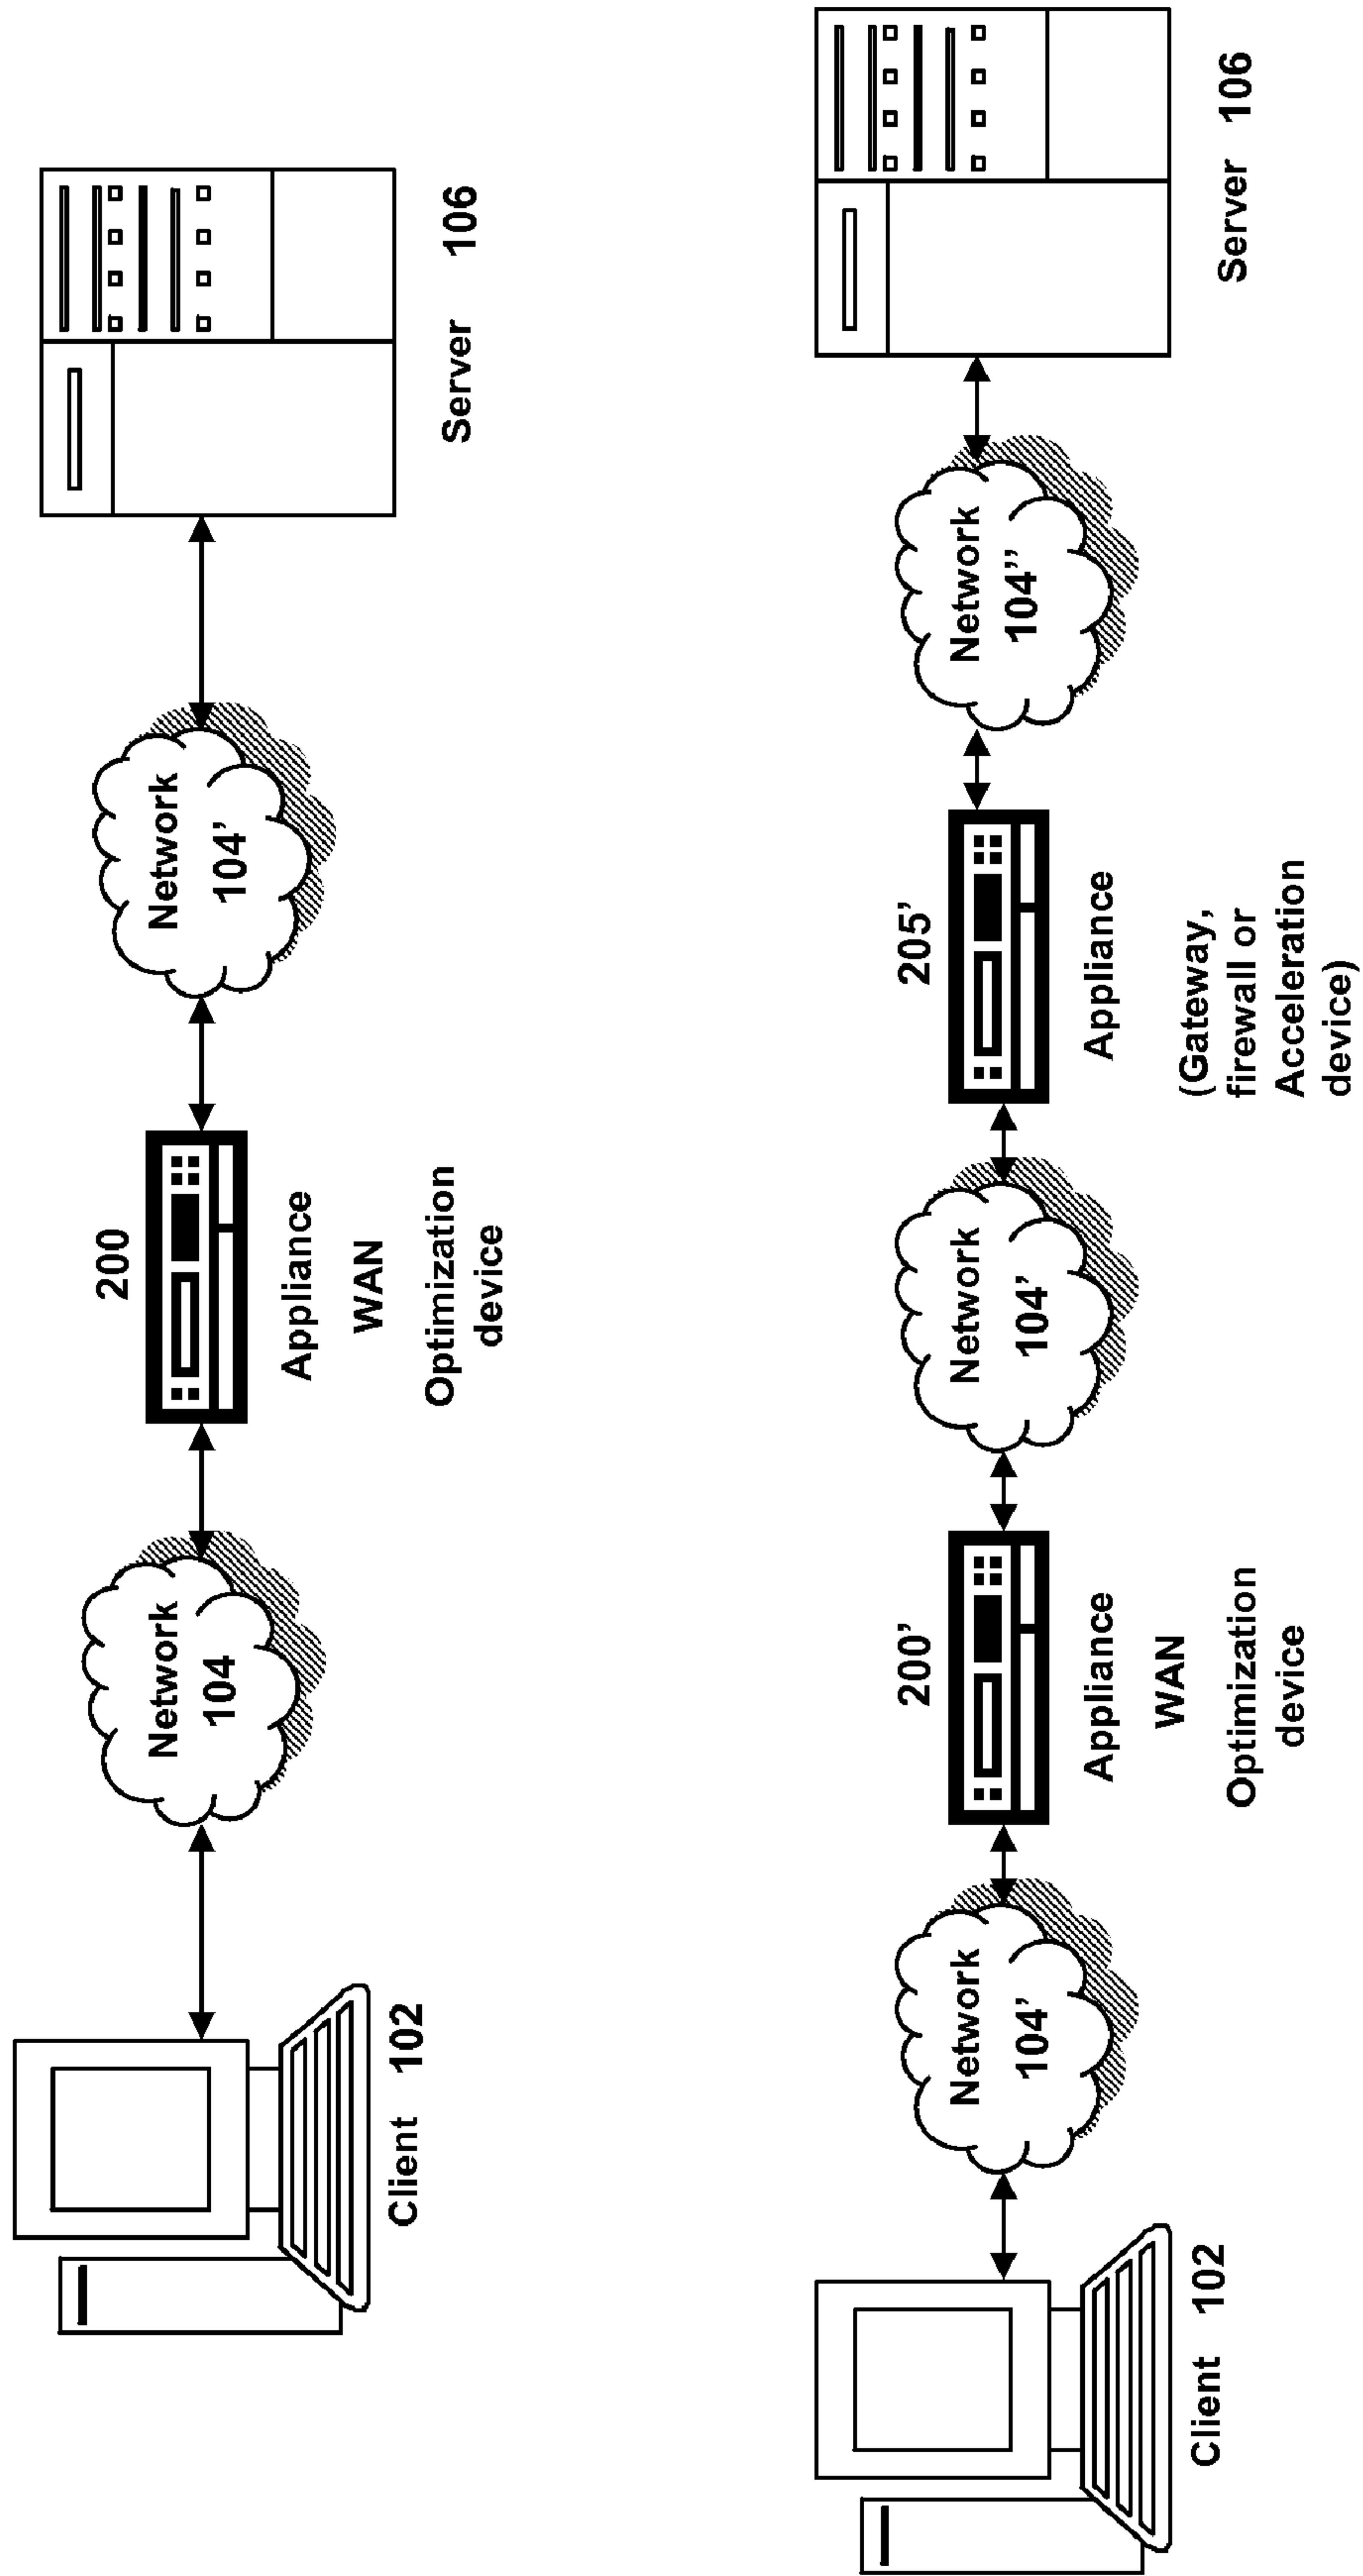 Client 102
Network
104
200
Appliance
WAN
Optimization
device
Network
104’
Server 106
Client 102
Network
104’
200’
Appliance
WAN
Optimization
device
Network
104’
205’
Appliance
(Gateway,
firewall or
Acceleration
device)
Network
104’’
Server 106